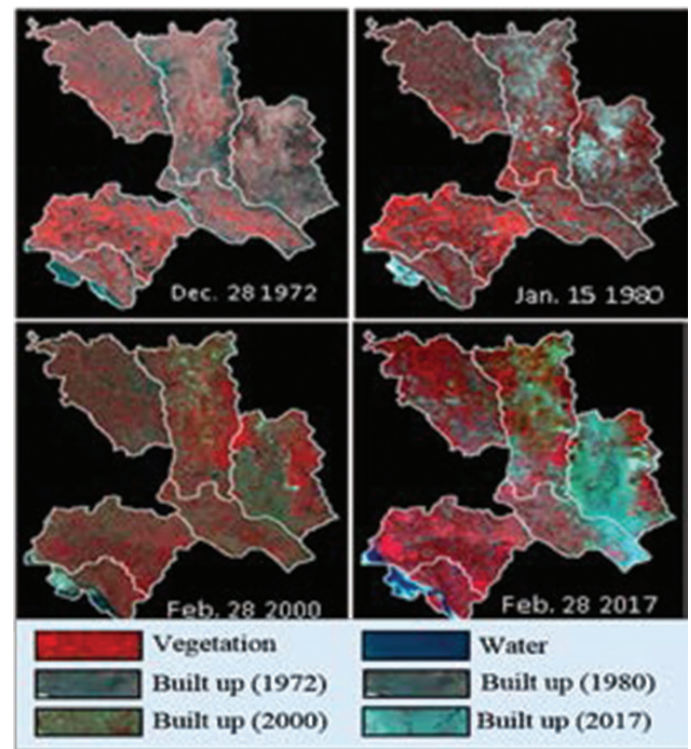 Dec. 28 1972
Jan. 15 1980
Feb. 28 2000
Feb. 28 2017
Vegetation
Water
Built up (1972)
Built up (1980)
Built up (2000)
Built up (2017)